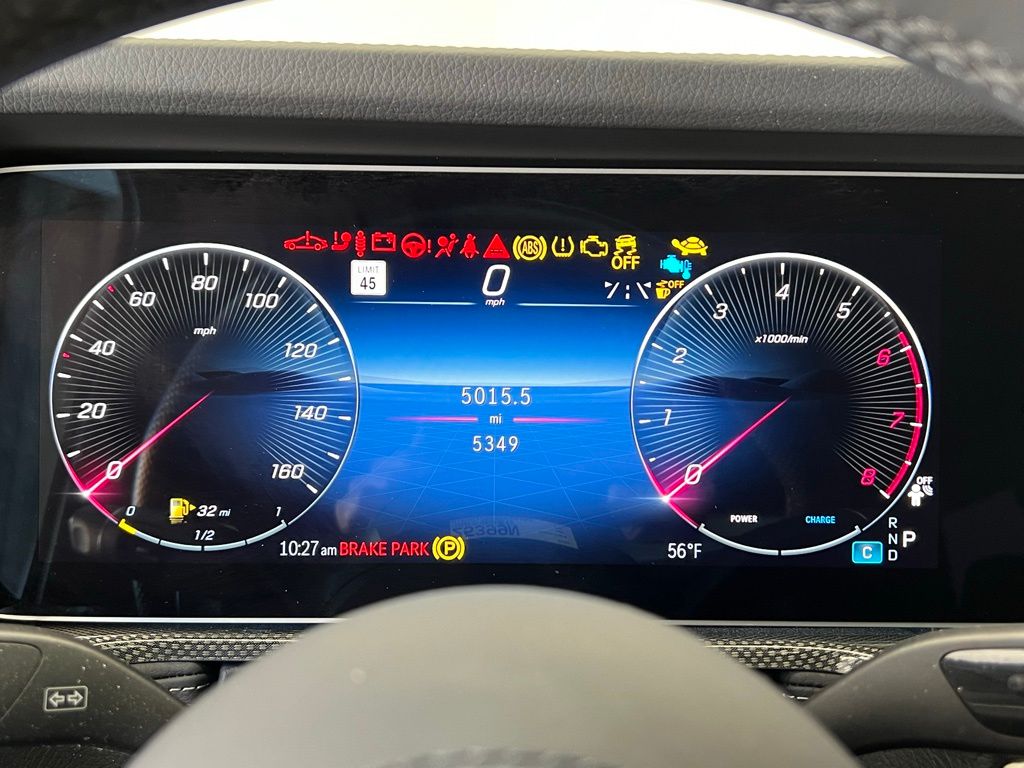 ABS
OFF
LIMIT
45
0
mph
OFF
20
40
60
80
100
120
140
160
0
mph
0
32 mi
1/2
1
5015.5
mi
5349
0
1
2
3
4
5
6
7
8
x1000/min
POWER
CHARGE
OFF
10:27 am BRAKE PARK
P
56°F
C
R
N
D
P